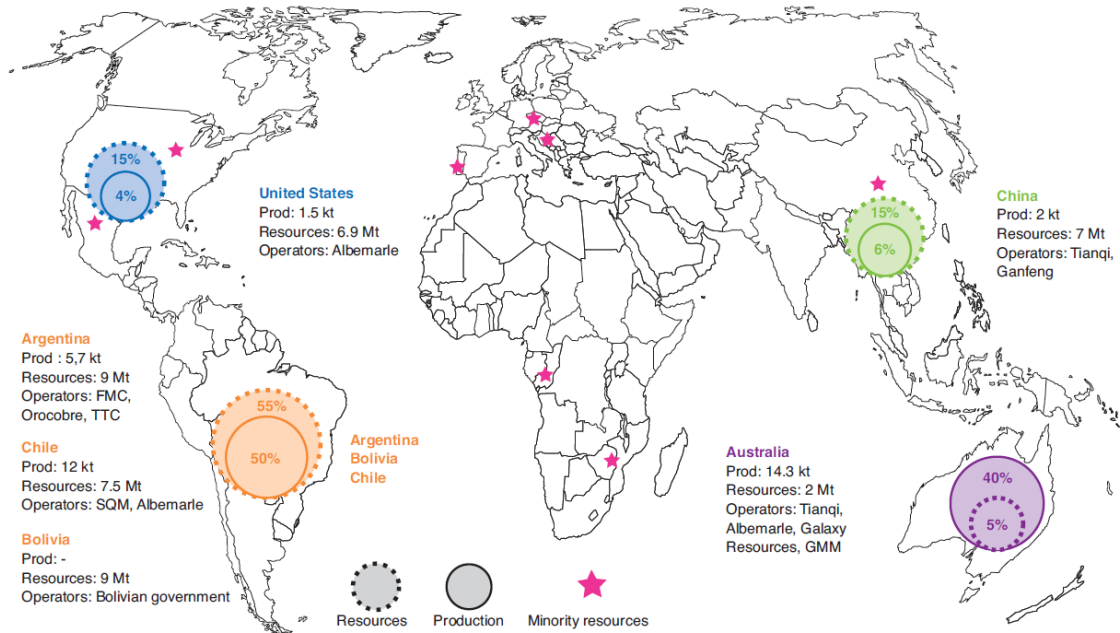 15%
4%
United States
Prod: 1.5 kt
Resources: 6.9 Mt
Operators: Albemarle
China
Prod: 2 kt
Resources: 7 Mt
Operators: Tianqi,
Ganfeng
15%
6%
Argentina
Prod : 5,7 kt
Resources: 9 Mt
Operators: FMC,
Orocobre, TTC
Chile
Prod: 12 kt
Resources: 7.5 Mt
Operators: SQM, Albemarle
Bolivia
Prod: -
Resources: 9 Mt
Operators: Bolivian government
55%
50%
Argentina
Bolivia
Chile
Australia
Prod: 14.3 kt
Resources: 2 Mt
Operators: Tianqi,
Albemarle, Galaxy
Resources, GMM
40%
5%
Resources
Production
Minority resources